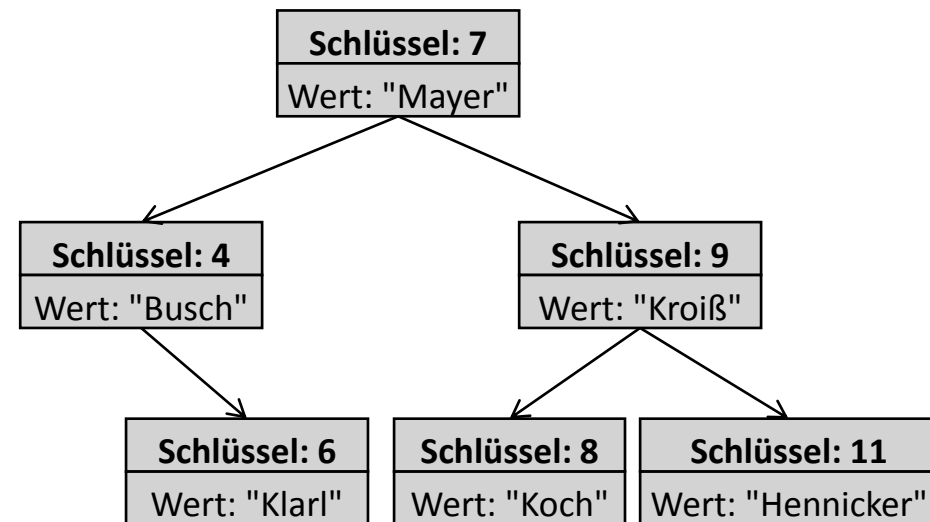 Schlüssel: 7
Wert: "Mayer"
Schlüssel: 4
Wert: "Busch"
Schlüssel: 9
Wert: "Kroiß"
Schlüssel: 6
Wert: "Klarl"
Schlüssel: 8
Wert: "Koch"
Schlüssel: 11
Wert: "Hennicker"